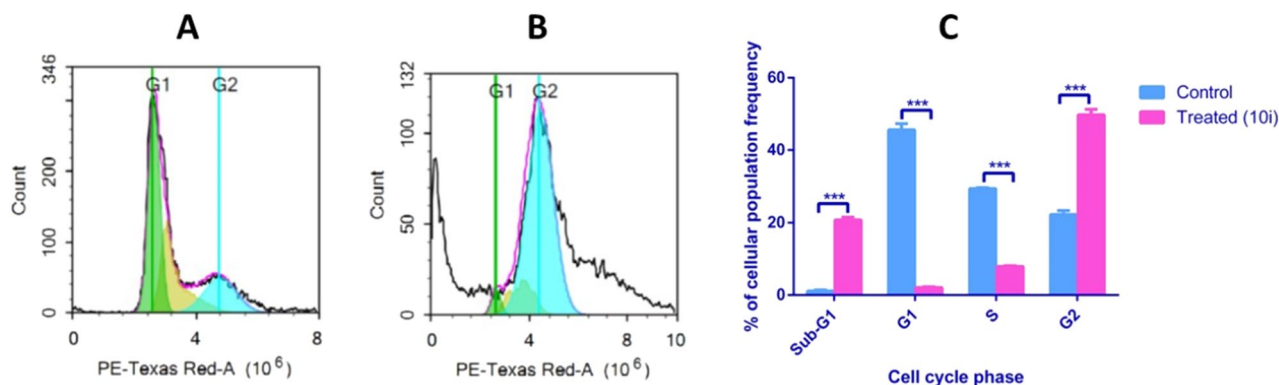 A
346
200
100
0
Count
G1
G2
0
4
8
PE-Texas Red-A (10⁶)
B
132
100
50
0
Count
G1
G2
0
4
8
10
PE-Texas Red-A (10⁶)
C
% of cellular population frequency
60
40
20
0
***
***
***
***
Sub-G1
G1
S
G2
Cell cycle phase
Control
Treated (10i)